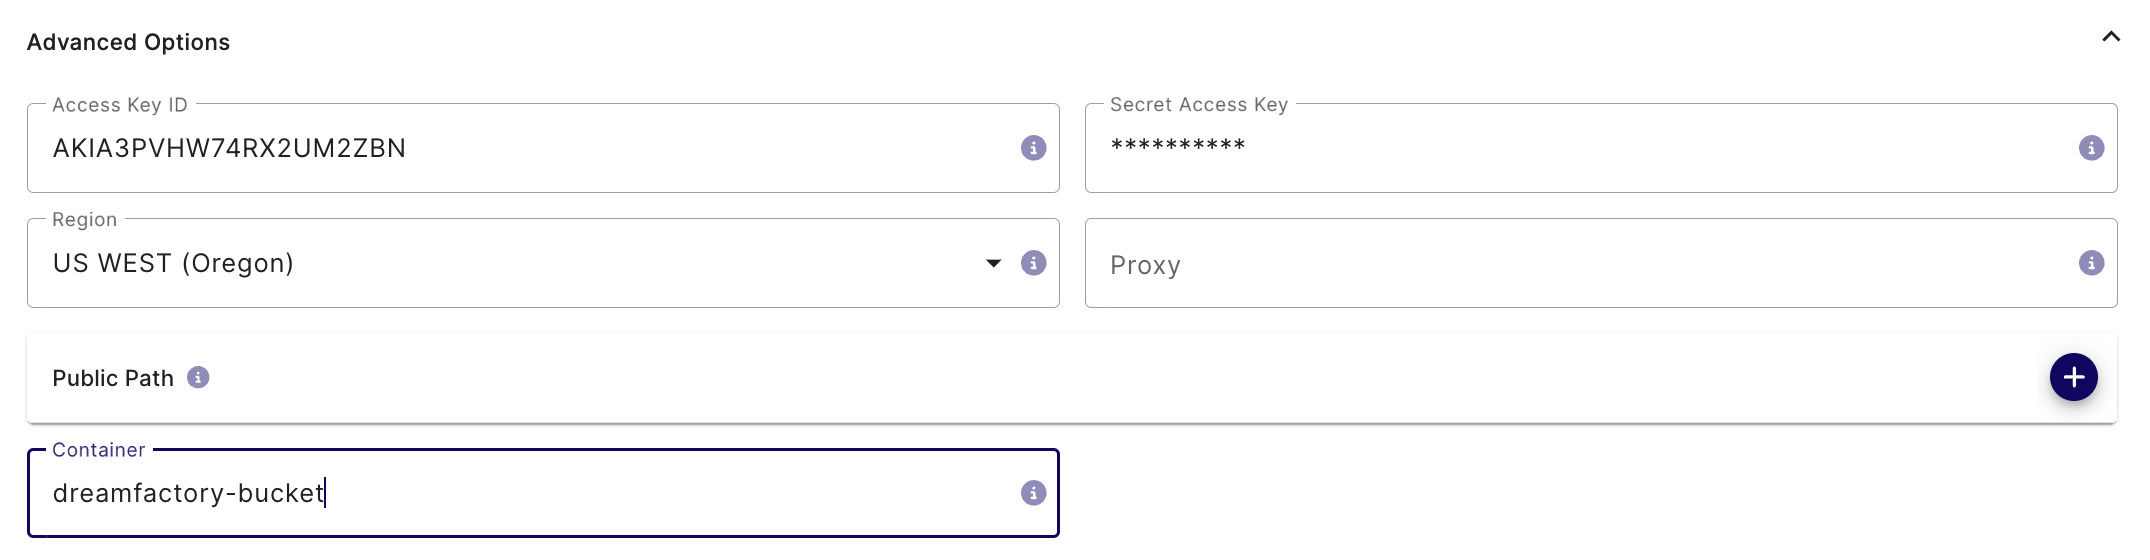 Advanced Options
Access Key ID
AKIA3PVHW74RX2UM2ZBN
Secret Access Key
**********
Region
US WEST (Oregon)
Proxy
Public Path
Container
dreamfactory-bucket